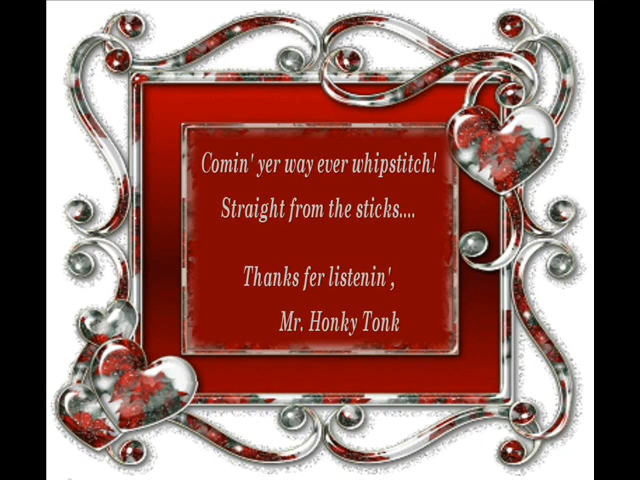 Comin' yer way ever whipstitch!
Straight from the sticks....
Thanks fer listenin',
Mr. Honky Tonk